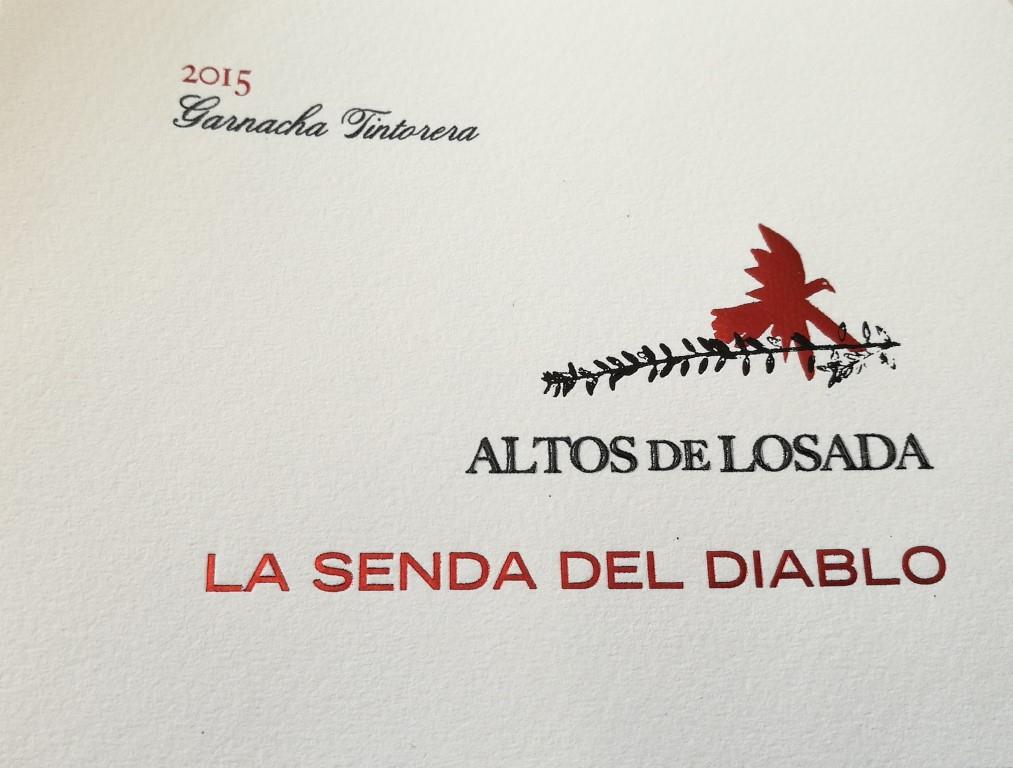 2015
Garnacha Tintorera
ALTOS DE LOSADA
LA SENDA DEL DIABLO